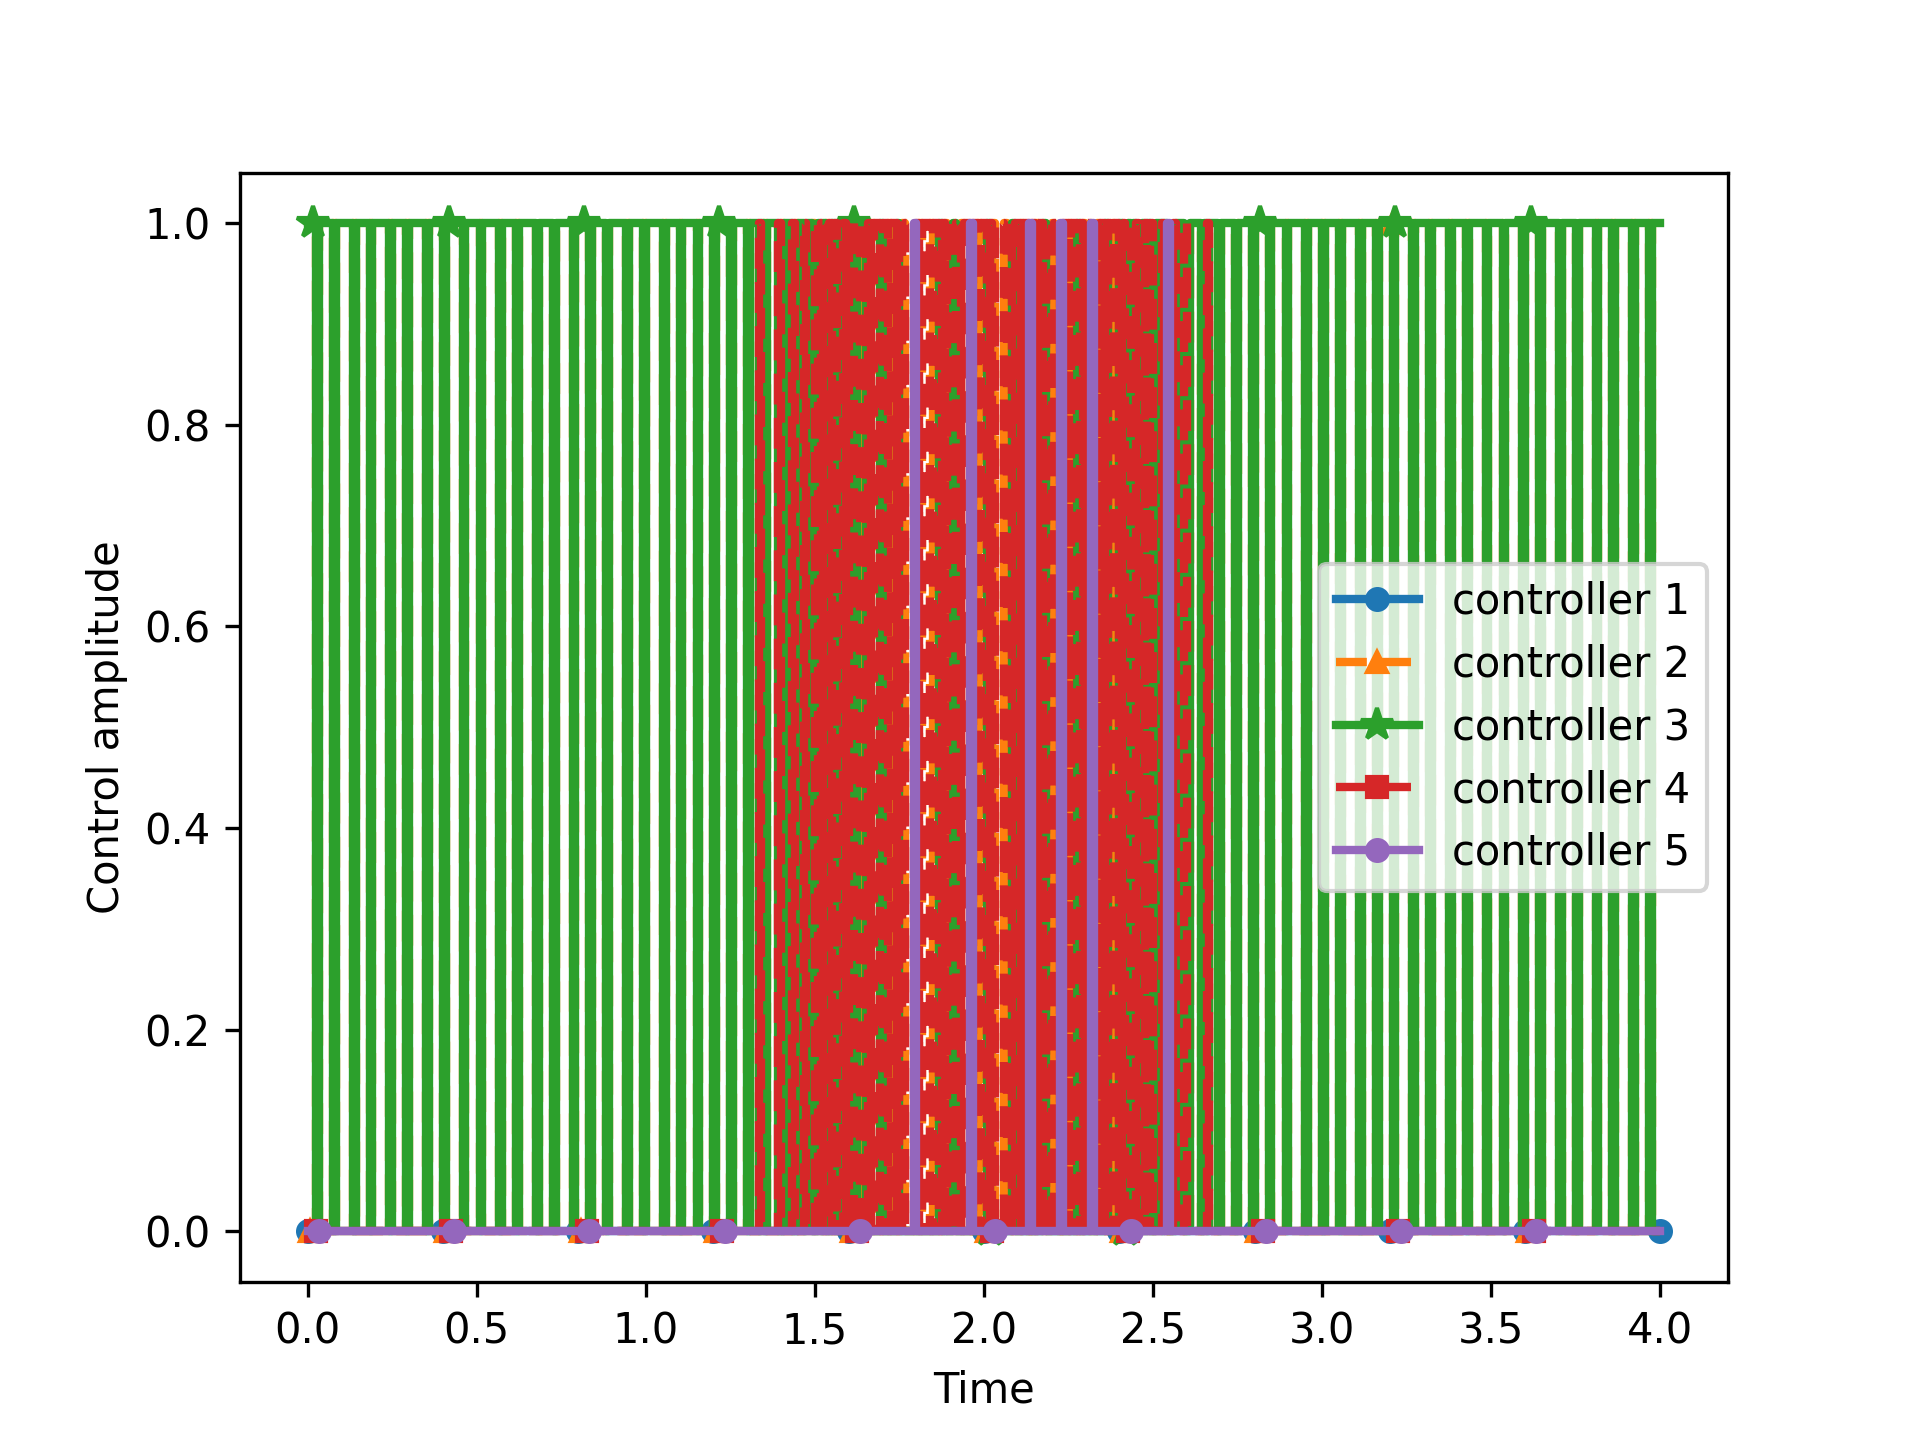 1.0
0.8
0.6
0.4
0.2
0.0
Control amplitude
controller 1
controller 2
controller 3
controller 4
controller 5
0.0 0.5 1.0 1.5 2.0 2.5 3.0 3.5 4.0
Time